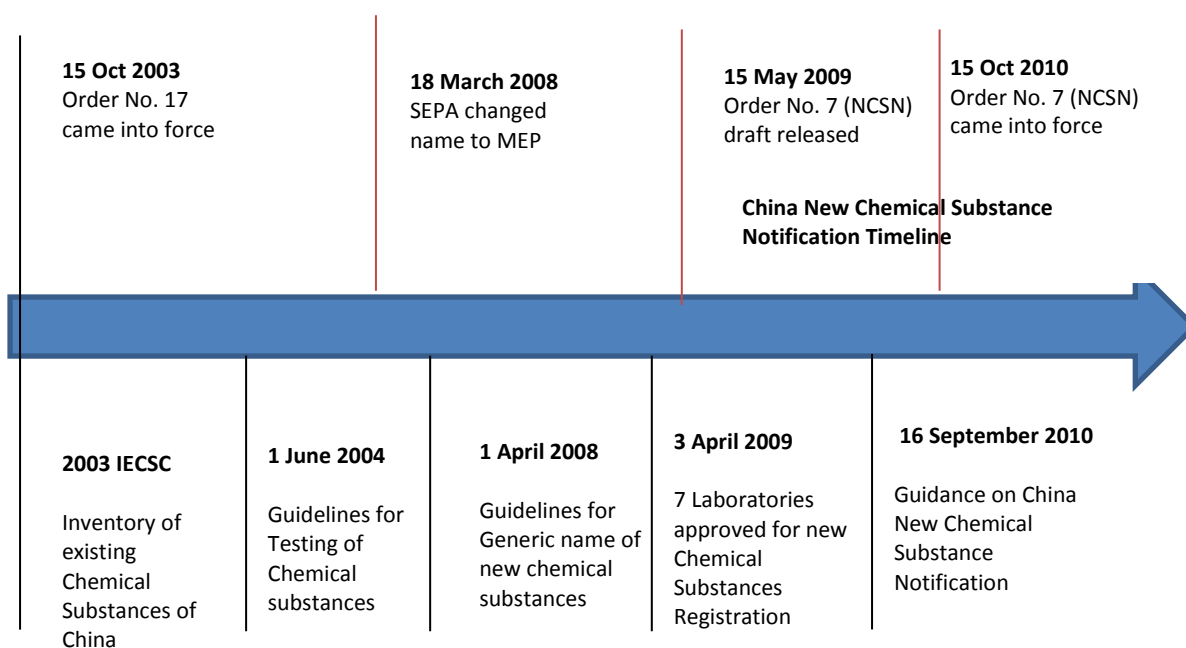 15 Oct 2003
Order No. 17
came into force
18 March 2008
SEPA changed
name to MEP
15 May 2009
Order No. 7 (NCSN)
draft released
15 Oct 2010
Order No. 7 (NCSN)
came into force
China New Chemical Substance
Notification Timeline
2003 IECSC
Inventory of
existing
Chemical
Substances of
China
1 June 2004
Guidelines for
Testing of
Chemical
substances
1 April 2008
Guidelines for
Generic name of
new chemical
substances
3 April 2009
7 Laboratories
approved for new
Chemical
Substances
Registration
16 September 2010
Guidance on China
New Chemical
Substance
Notification